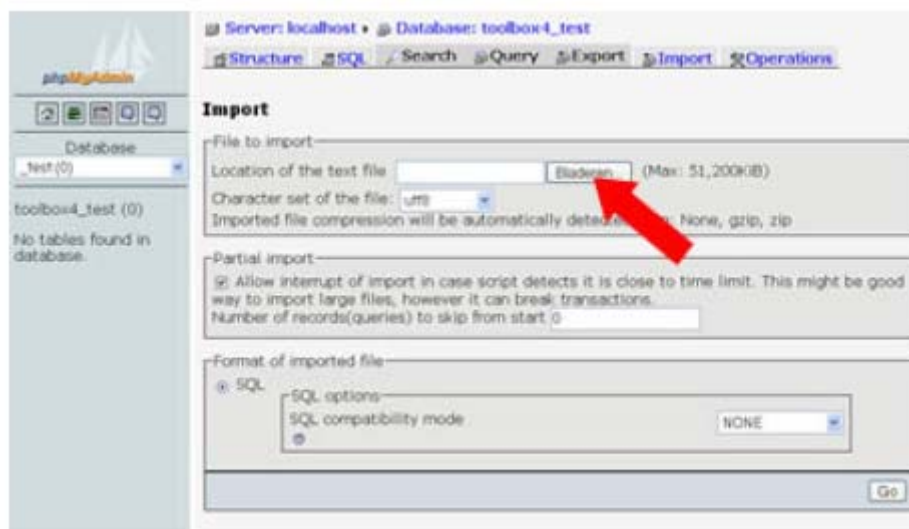 Server: localhost
Database: toolbox4_test
Structure SQL Search Query Export Import Operations
phpMyAdmin
Database
_test (0)
toolbox4_test (0)
No tables found in
database.
Import
File to import
Location of the text file Bladeren... (Max: 51,200KiB)
Character set of the file: utf8
Imported file compression will be automatically None, gzip, zip
Partial import
Allow interrupt of import in case script detects it is close to time limit. This might be good
way to import large files, however it can break transactions.
Number of records(queries) to skip from start 0
Format of imported file
SQL
SQL options
SQL compatibility mode NONE
Go